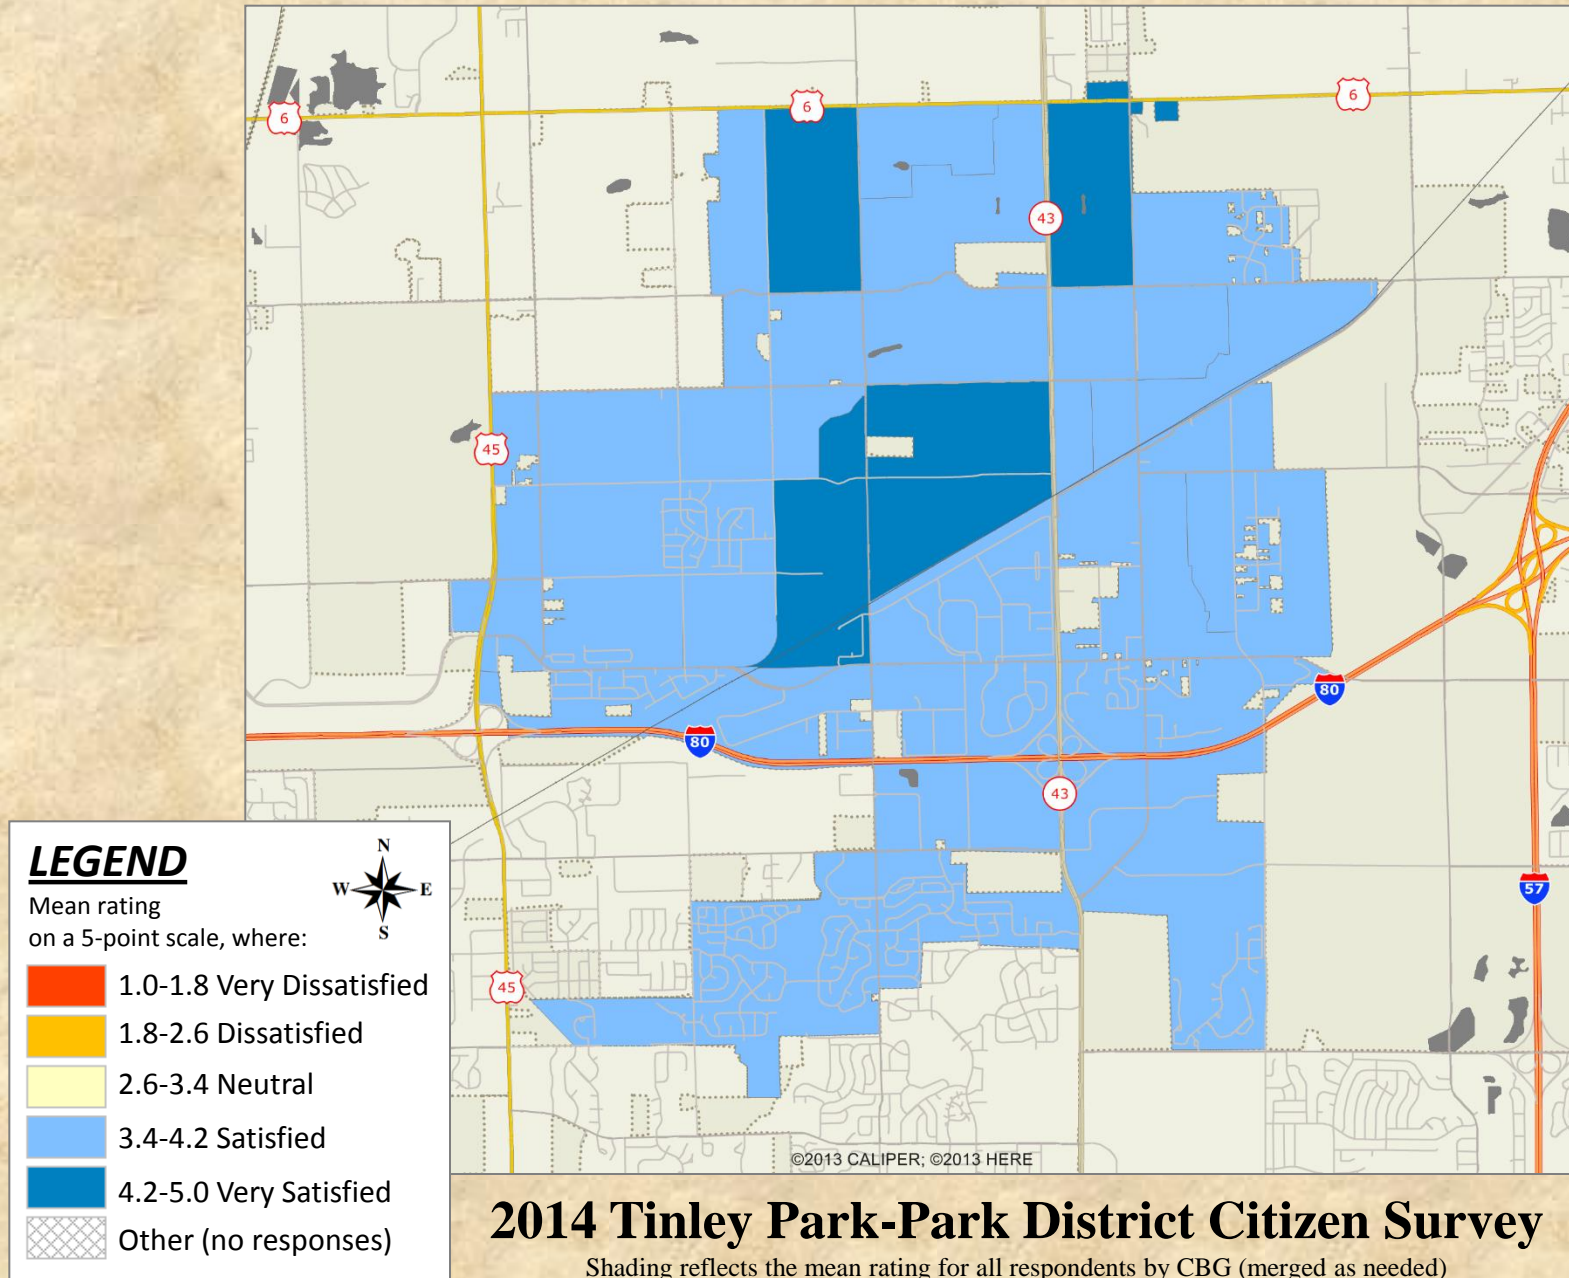 6
6
6
43
45
80
80
43
57
45
©2013 CALIPER; ©2013 HERE
LEGEND
N
W E
S
Mean rating
on a 5-point scale, where:
1.0-1.8 Very Dissatisfied
1.8-2.6 Dissatisfied
2.6-3.4 Neutral
3.4-4.2 Satisfied
4.2-5.0 Very Satisfied
Other (no responses)
2014 Tinley Park-Park District Citizen Survey
Shading reflects the mean rating for all respondents by CBG (merged as needed)